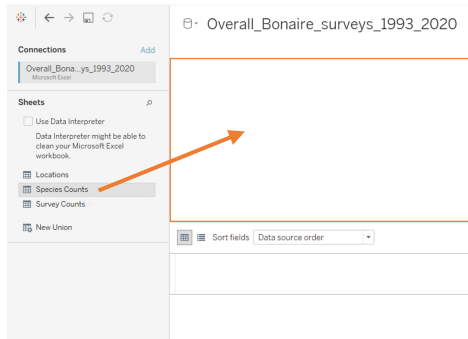 Overall_Bonaire_surveys_1993_2020
Connections
Add
Overall_Bona...ys_1993_2020
Microsoft Excel
Sheets
Use Data Interpreter
Data Interpreter might be able to
clean your Microsoft Excel
workbook.
Locations
Species Counts
Survey Counts
New Union
Sort fields
Data source order